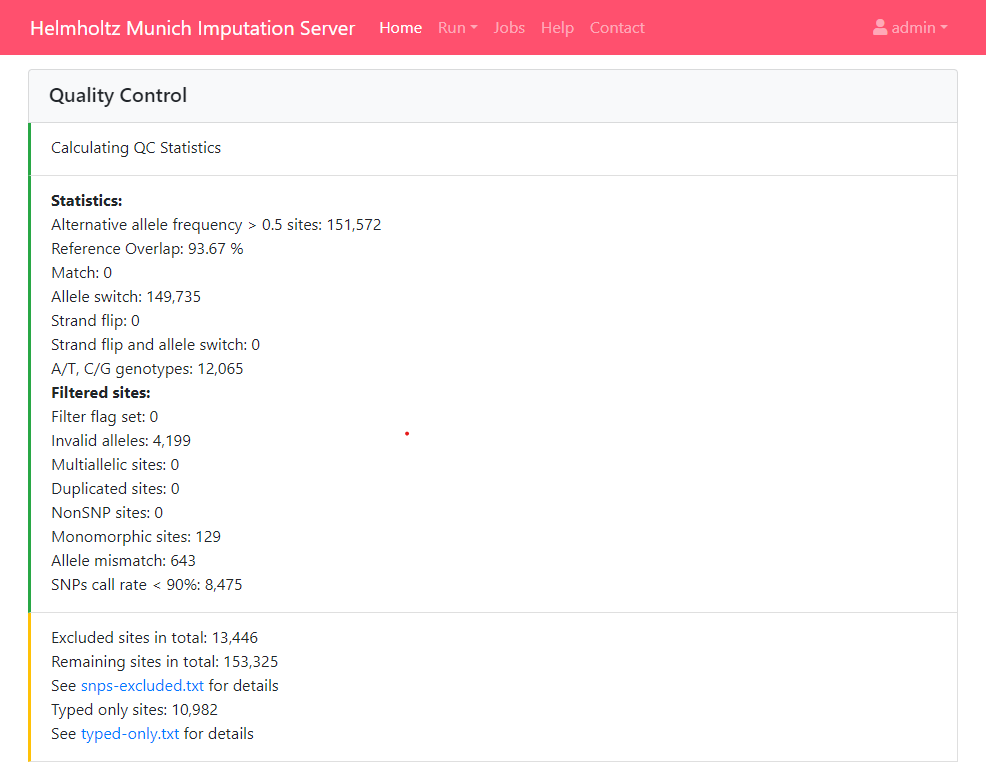 Helmholtz Munich Imputation Server Home Run Jobs Help Contact admin
Quality Control
Calculating QC Statistics
Statistics:
Alternative allele frequency > 0.5 sites: 151,572
Reference Overlap: 93.67 %
Match: 0
Allele switch: 149,735
Strand flip: 0
Strand flip and allele switch: 0
A/T, C/G genotypes: 12,065
Filtered sites:
Filter flag set: 0
Invalid alleles: 4,199
Multiallelic sites: 0
Duplicated sites: 0
NonSNP sites: 0
Monomorphic sites: 129
Allele mismatch: 643
SNPs call rate < 90%: 8,475
Excluded sites in total: 13,446
Remaining sites in total: 153,325
See snps-excluded.txt for details
Typed only sites: 10,982
See typed-only.txt for details